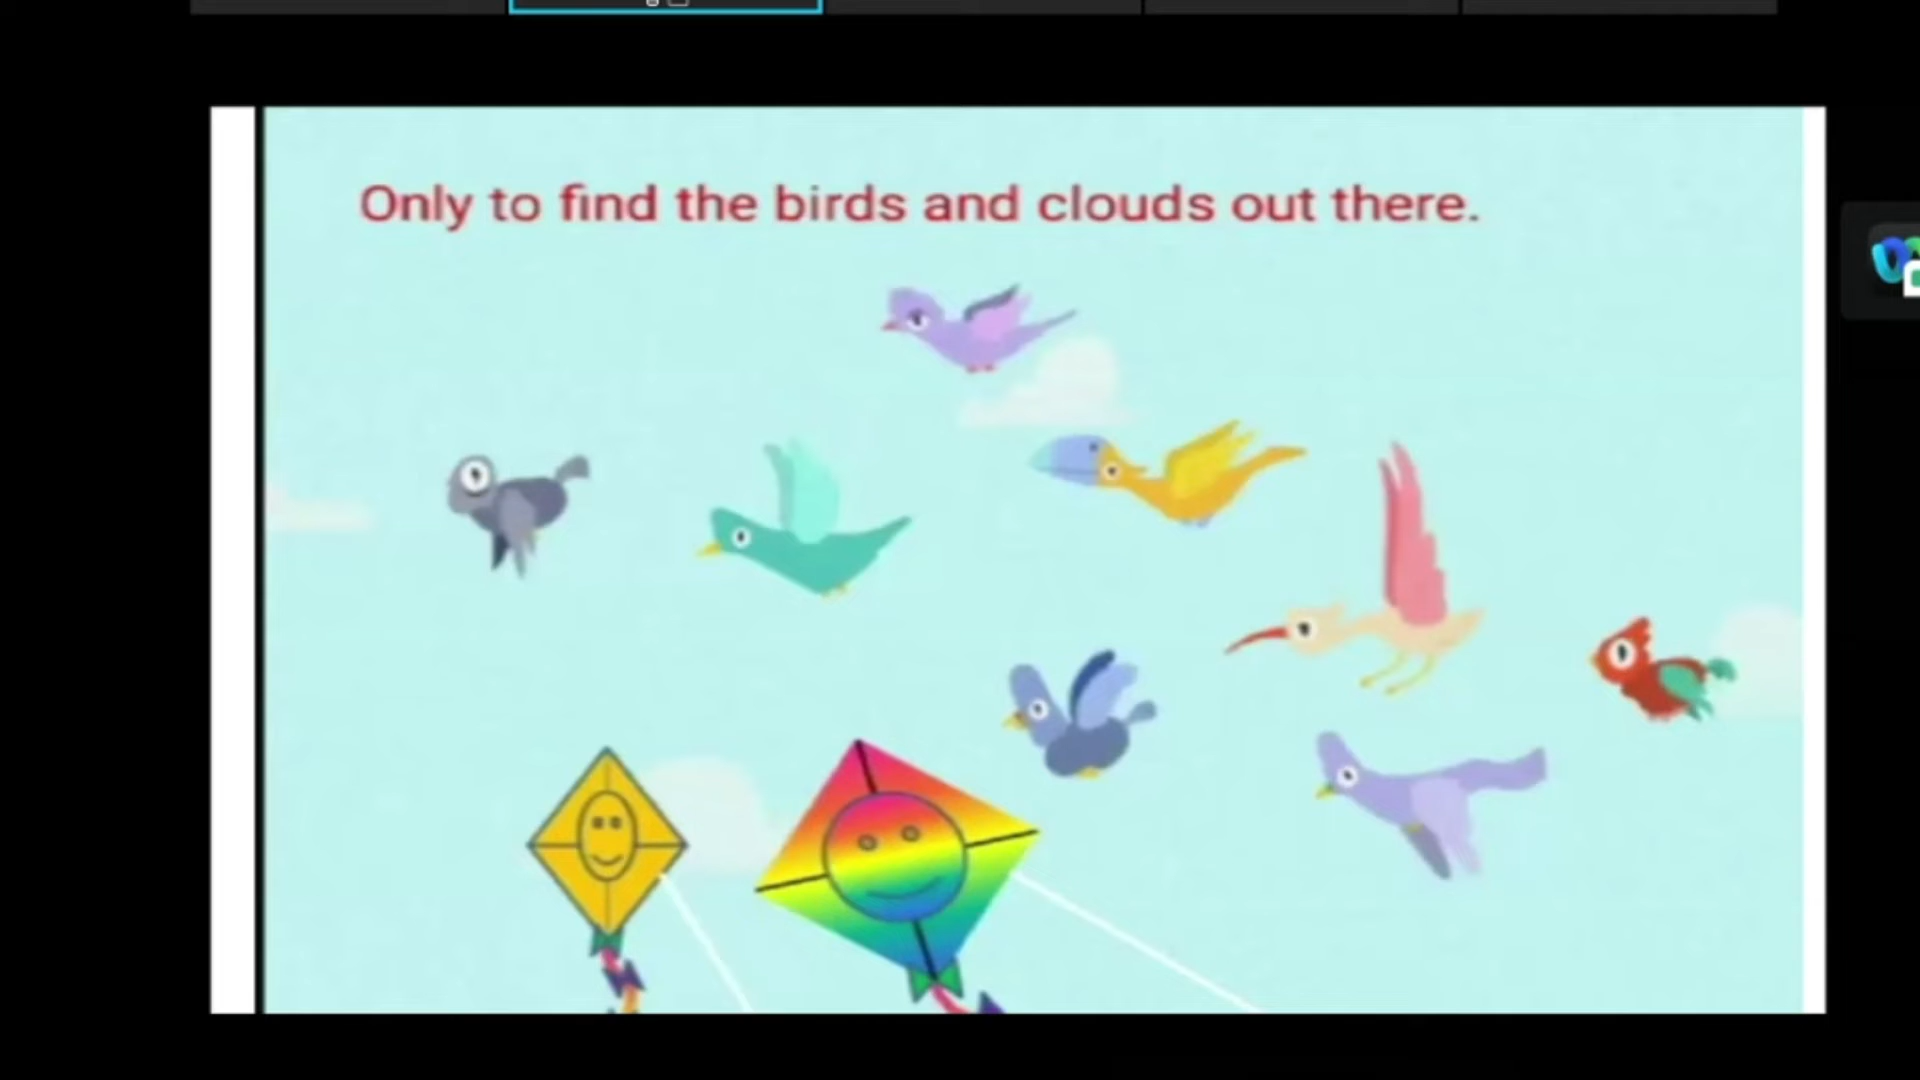 Only to find the birds and clouds out there.